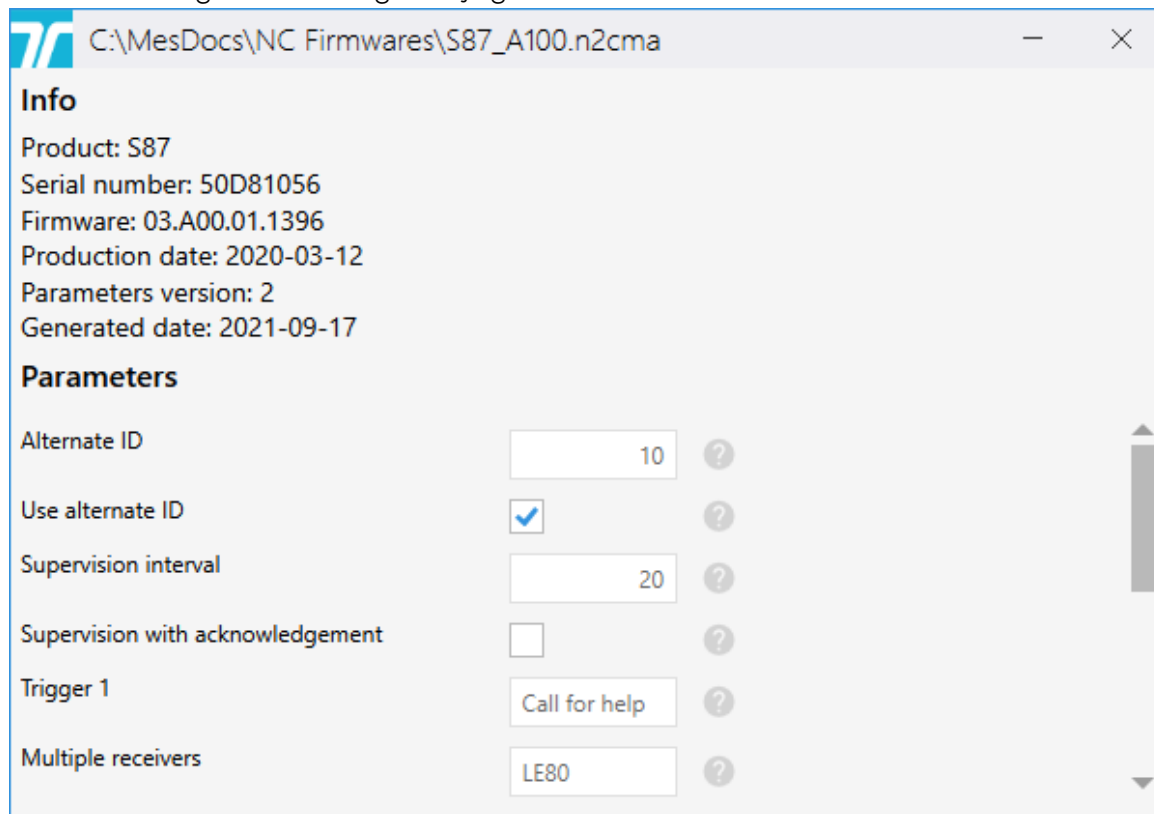 C:\MesDocs\NC Firmwares\S87_A100.n2cma
Info
Product: S87
Serial number: 50D81056
Firmware: 03.A00.01.1396
Production date: 2020-03-12
Parameters version: 2
Generated date: 2021-09-17
Parameters
Alternate ID 10 ?
Use alternate ID ?
Supervision interval 20 ?
Supervision with acknowledgement ?
Trigger 1 Call for help ?
Multiple receivers LE80 ?